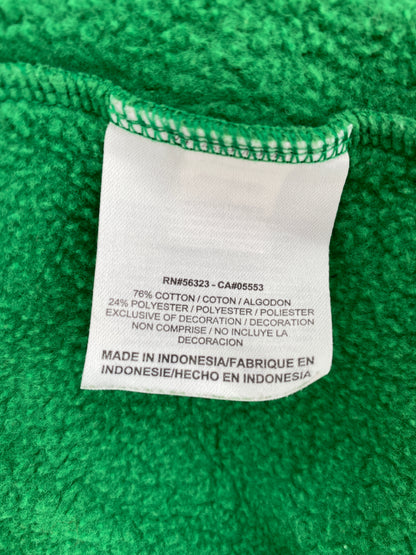 RN#56323 - CA#05553
76% COTTON / COTON / ALGODON
24% POLYESTER / POLYESTER / POLIESTER
EXCLUSIVE OF DECORATION / DECORATION
NON COMPRISE / NO INCLUYE LA
DECORACION
MADE IN INDONESIA/FABRIQUE EN
INDONESIE/HECHO EN INDONESIA